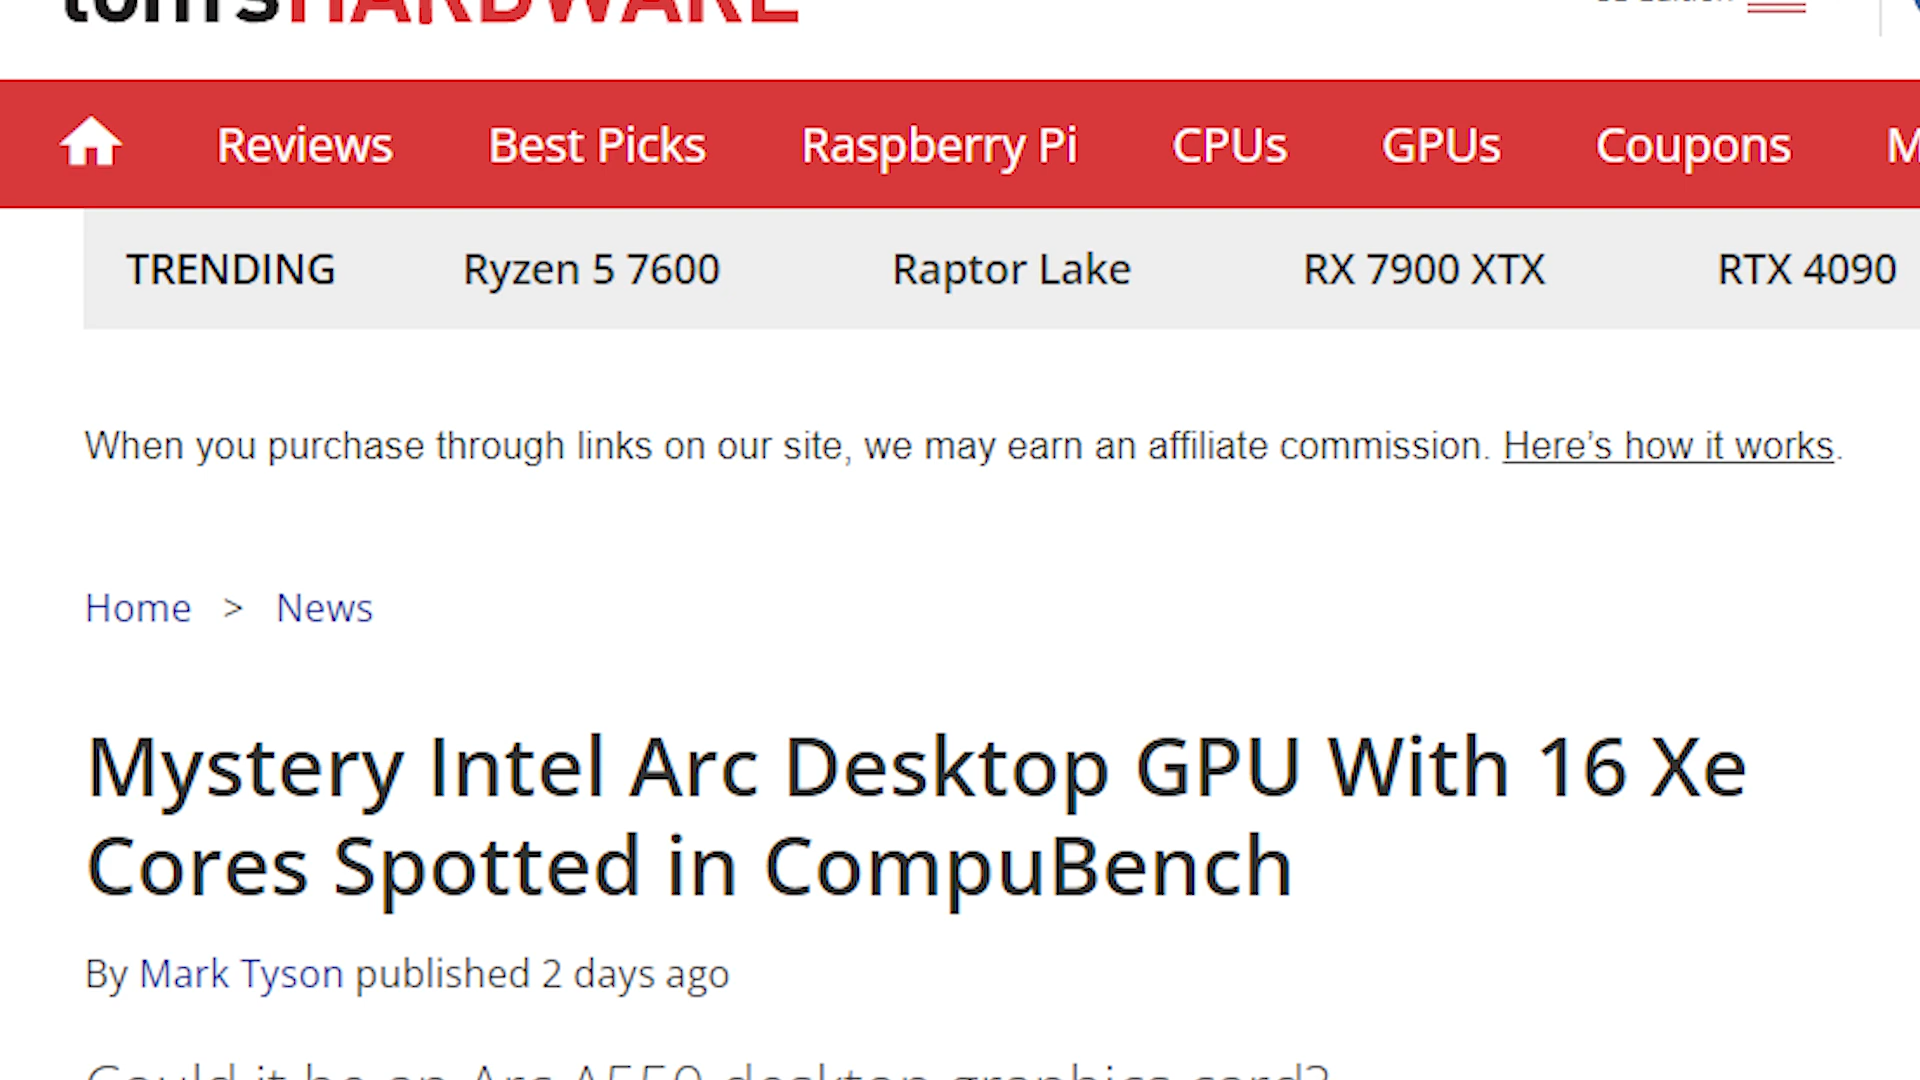 tom'sHARDWARE
US Edition
Reviews Best Picks Raspberry Pi CPUs GPUs Coupons M
TRENDING Ryzen 5 7600 Raptor Lake RX 7900 XTX RTX 4090
When you purchase through links on our site, we may earn an affiliate commission. Here’s how it works.
Home > News
Mystery Intel Arc Desktop GPU With 16 Xe
Cores Spotted in CompuBench
By Mark Tyson published 2 days ago
Could it be an Arc A550 desktop graphics card?